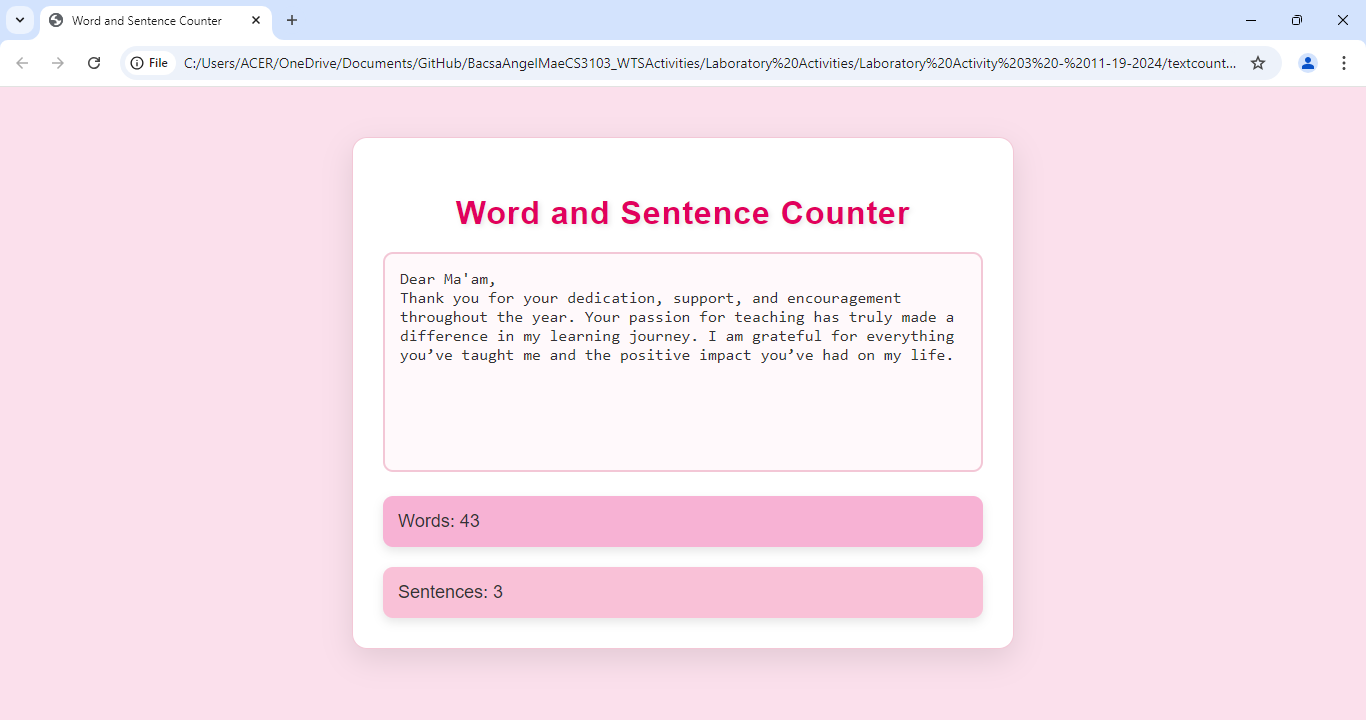 Word and Sentence Counter
File
C:/Users/ACER/OneDrive/Documents/GitHub/BacsaAngelMaeCS3103_WTSActivities/Laboratory%20Activities/Laboratory%20Activity%203%20-%2011-19-2024/textcount...
Word and Sentence Counter
Dear Ma'am,
Thank you for your dedication, support, and encouragement
throughout the year. Your passion for teaching has truly made a
difference in my learning journey. I am grateful for everything
you’ve taught me and the positive impact you’ve had on my life.
Words: 43
Sentences: 3